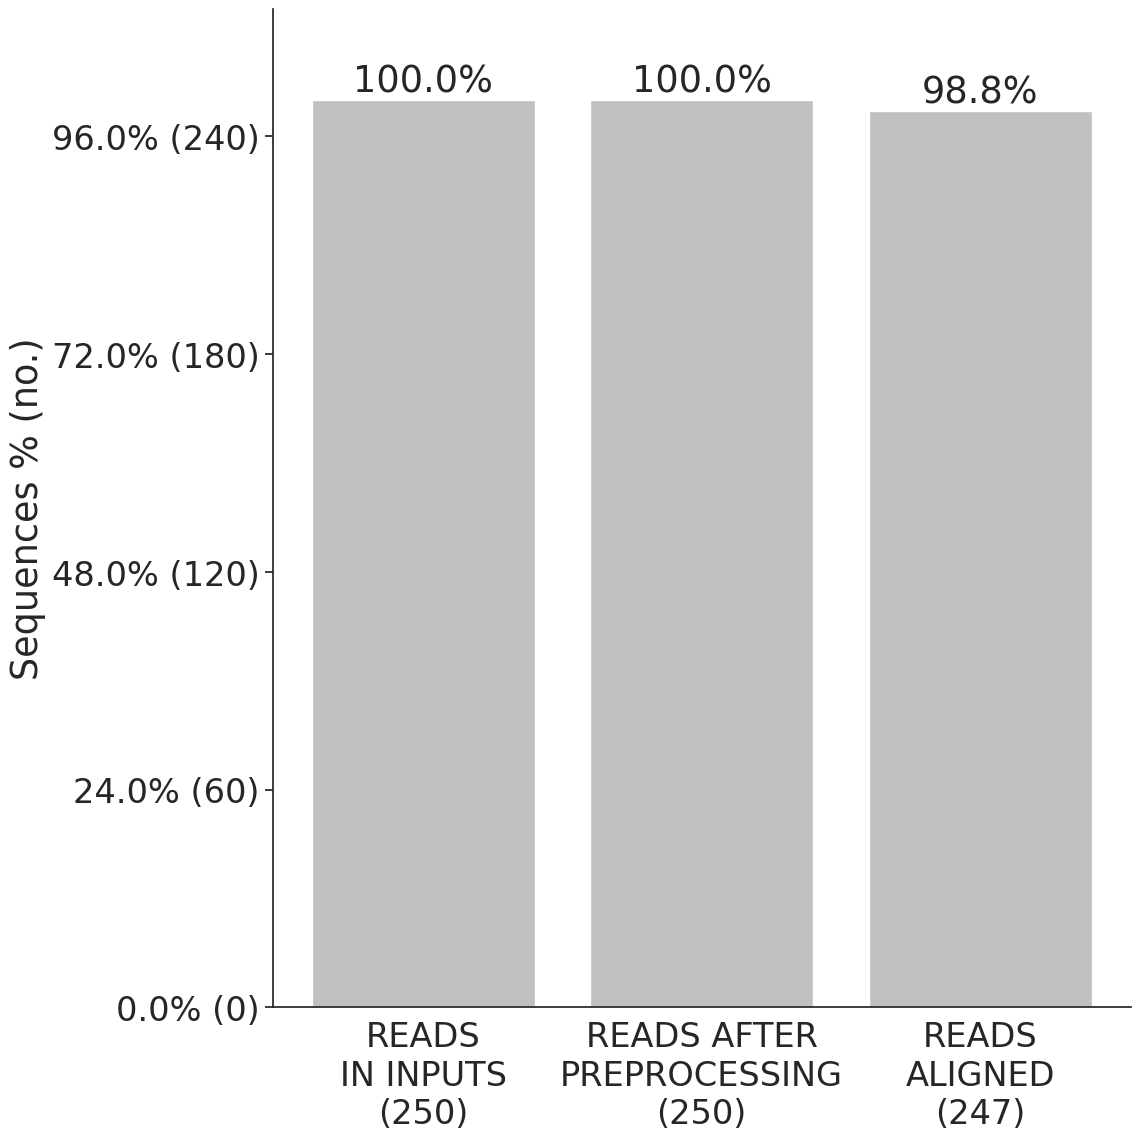 100.0%
100.0%
98.8%
96.0% (240)
72.0% (180)
48.0% (120)
24.0% (60)
0.0% (0)
Sequences % (no.)
READS
IN INPUTS
(250)
READS AFTER
PREPROCESSING
(250)
READS
ALIGNED
(247)